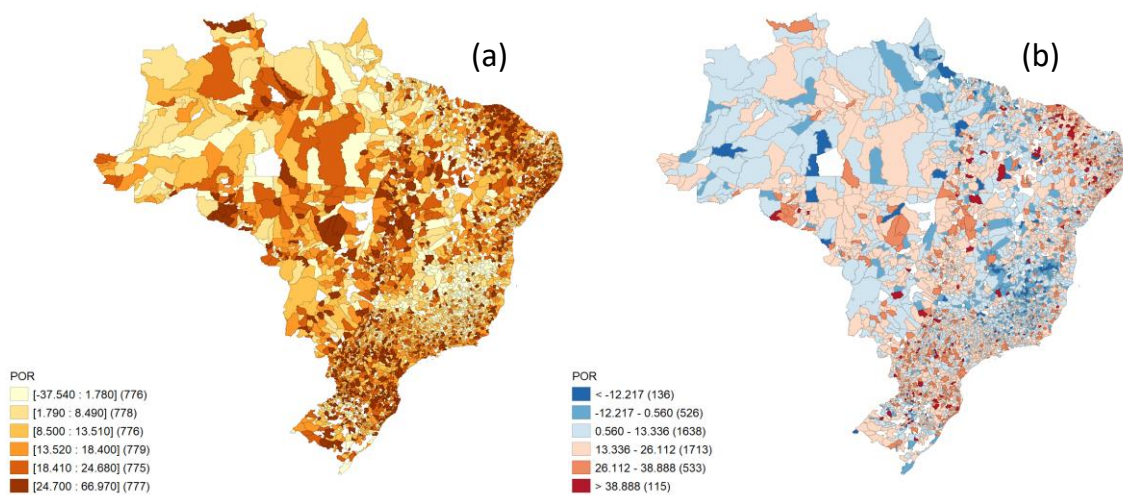 (a)
(b)
POR
[-37.540 : 1.780] (776)
[1.790 : 8.490] (778)
[8.500 : 13.510] (776)
[13.520 : 18.400] (779)
[18.410 : 24.680] (775)
[24.700 : 66.970] (777)
POR
< -12.217 (136)
-12.217 - 0.560 (526)
0.560 - 13.336 (1638)
13.336 - 26.112 (1713)
26.112 - 38.888 (533)
> 38.888 (115)